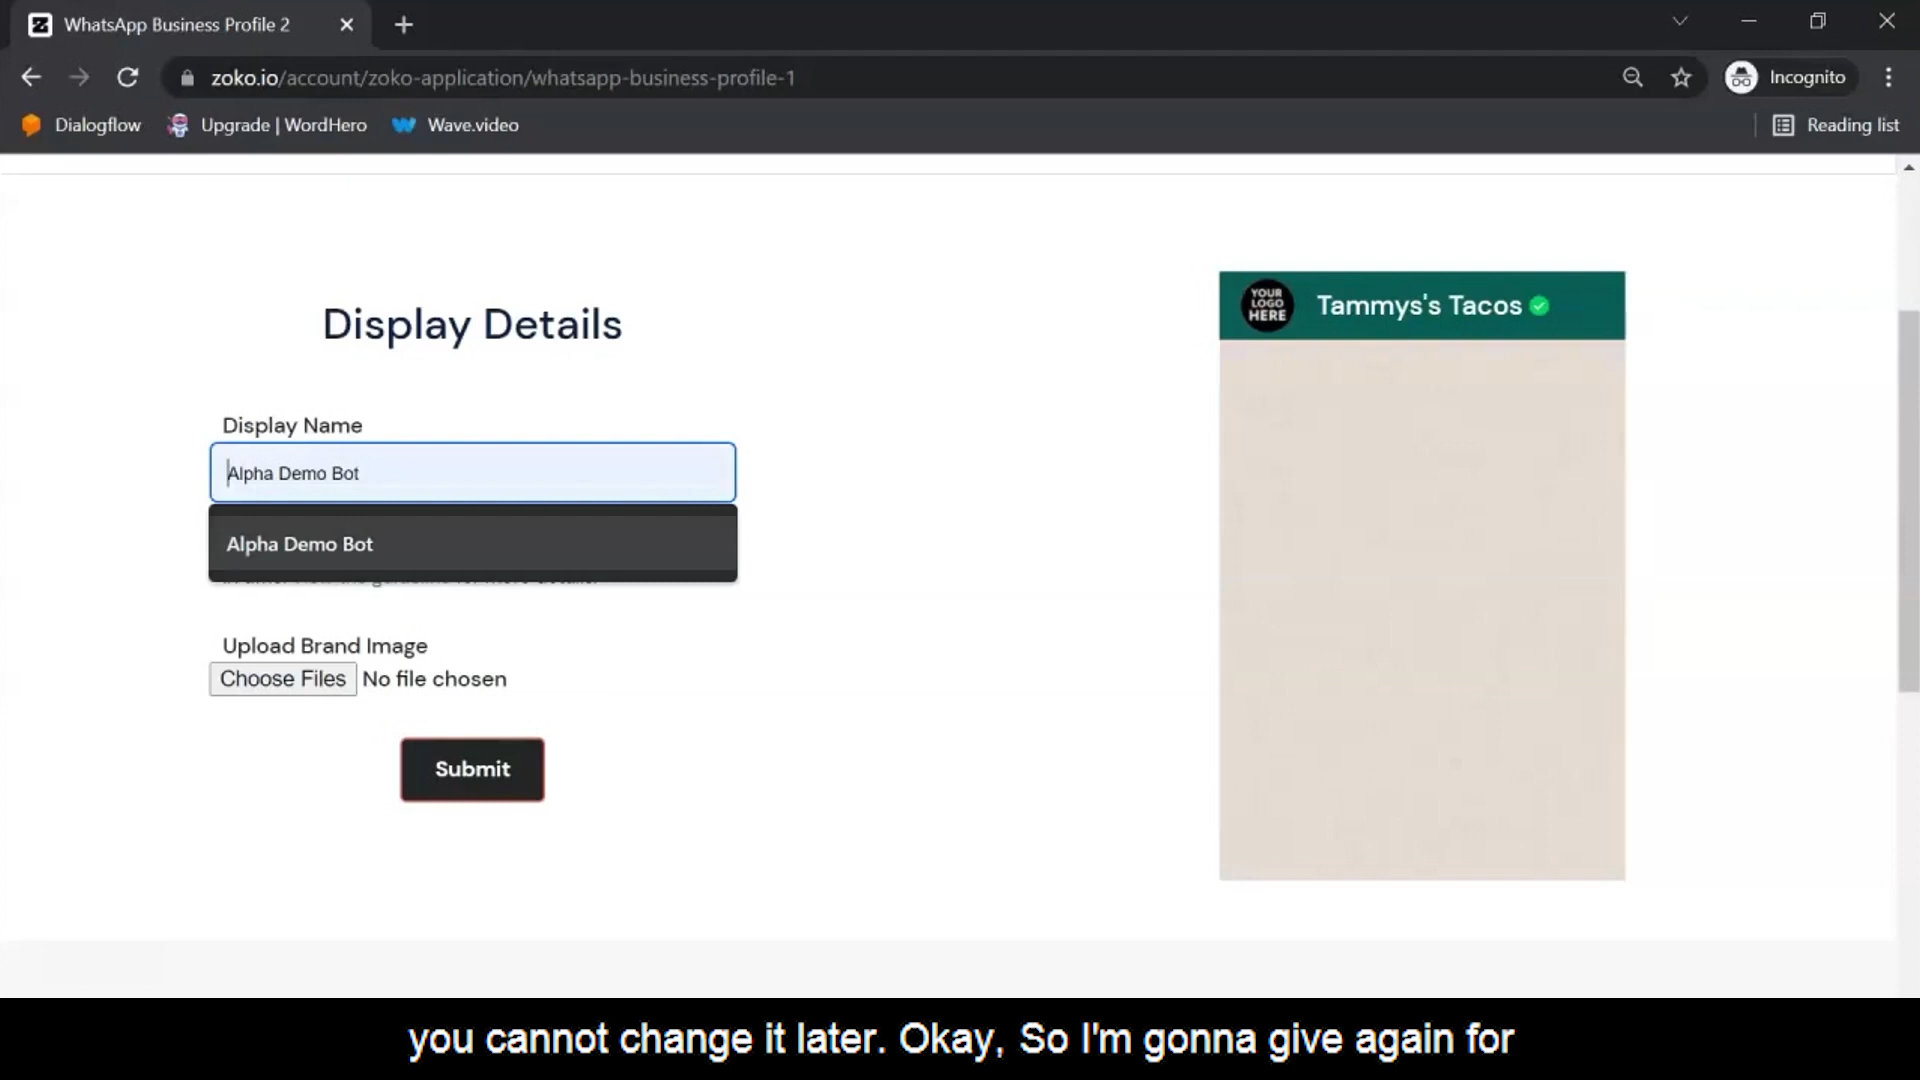 WhatsApp Business Profile 2
zoko.io/account/zoko-application/whatsapp-business-profile-1
Incognito
Dialogflow
Upgrade | WordHero
Wave.video
Reading list
Display Details
YOUR
LOGO
HERE
Tammys's Tacos
Display Name
Alpha Demo Bot
Alpha Demo Bot
Upload Brand Image
Choose Files No file chosen
Submit
you cannot change it later. Okay, So I'm gonna give again for